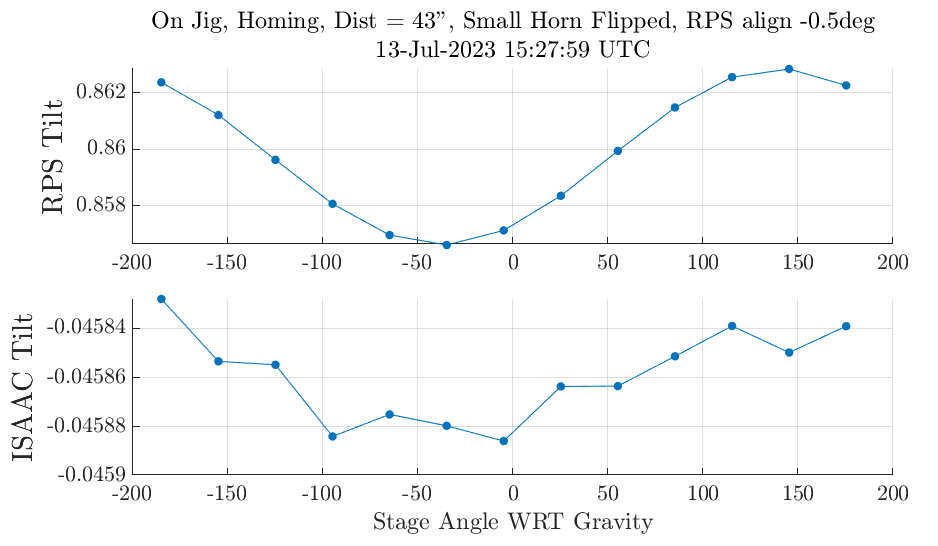 On Jig, Homing, Dist = 43”, Small Horn Flipped, RPS align -0.5deg
13-Jul-2023 15:27:59 UTC
RPS Tilt
0.862
0.86
0.858
-200 -150 -100 -50 0 50 100 150 200
ISAAC Tilt
-0.04584
-0.04586
-0.04588
-0.0459
-200 -150 -100 -50 0 50 100 150 200
Stage Angle WRT Gravity